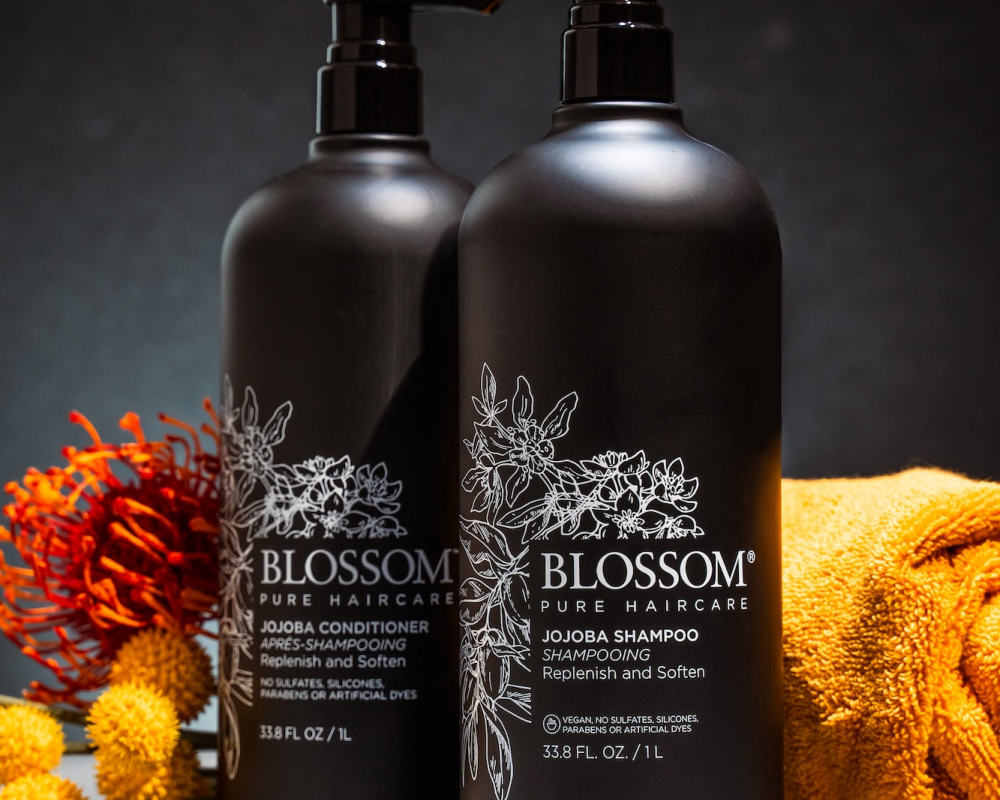 BLOSSOM
PURE HAIRCARE
JOJOBA CONDITIONER
APRÈS-SHAMPOOING
Replenish and Soften
NO SULFATES, SILICONES,
PARABENS OR ARTIFICIAL DYES
33.8 FL OZ / 1L
BLOSSOM®
PURE HAIRCARE
JOJOBA SHAMPOO
SHAMPOOING
Replenish and Soften
VEGAN, NO SULFATES, SILICONES,
PARABENS OR ARTIFICIAL DYES
33.8 FL. OZ. / 1 L